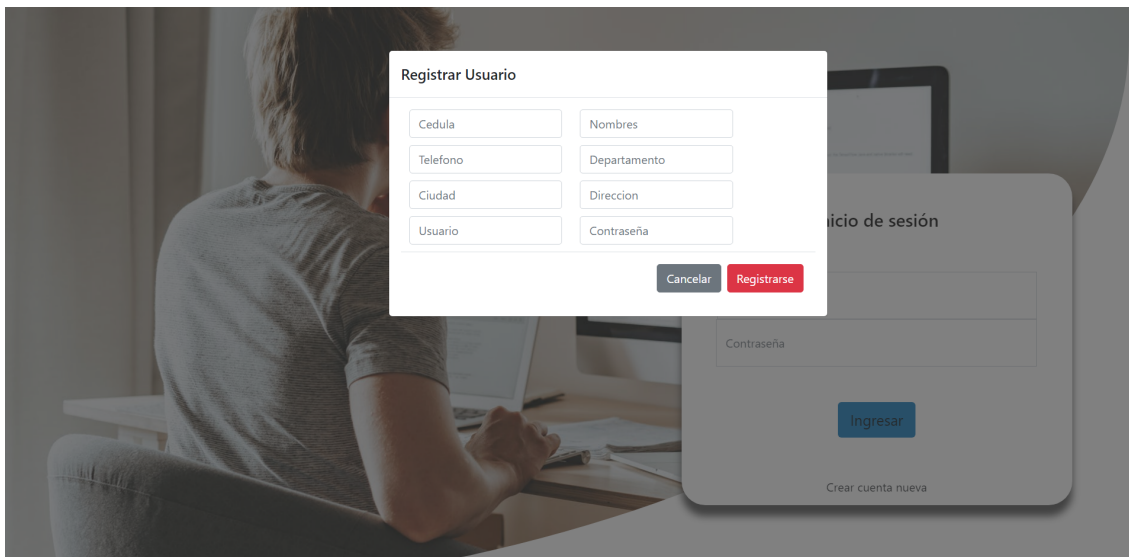 Registrar Usuario
Cedula Nombres
Telefono Departamento
Ciudad Direccion
Usuario Contraseña
Cancelar Registrarse
de sesión
Contraseña
Ingresar
Crear cuenta nueva